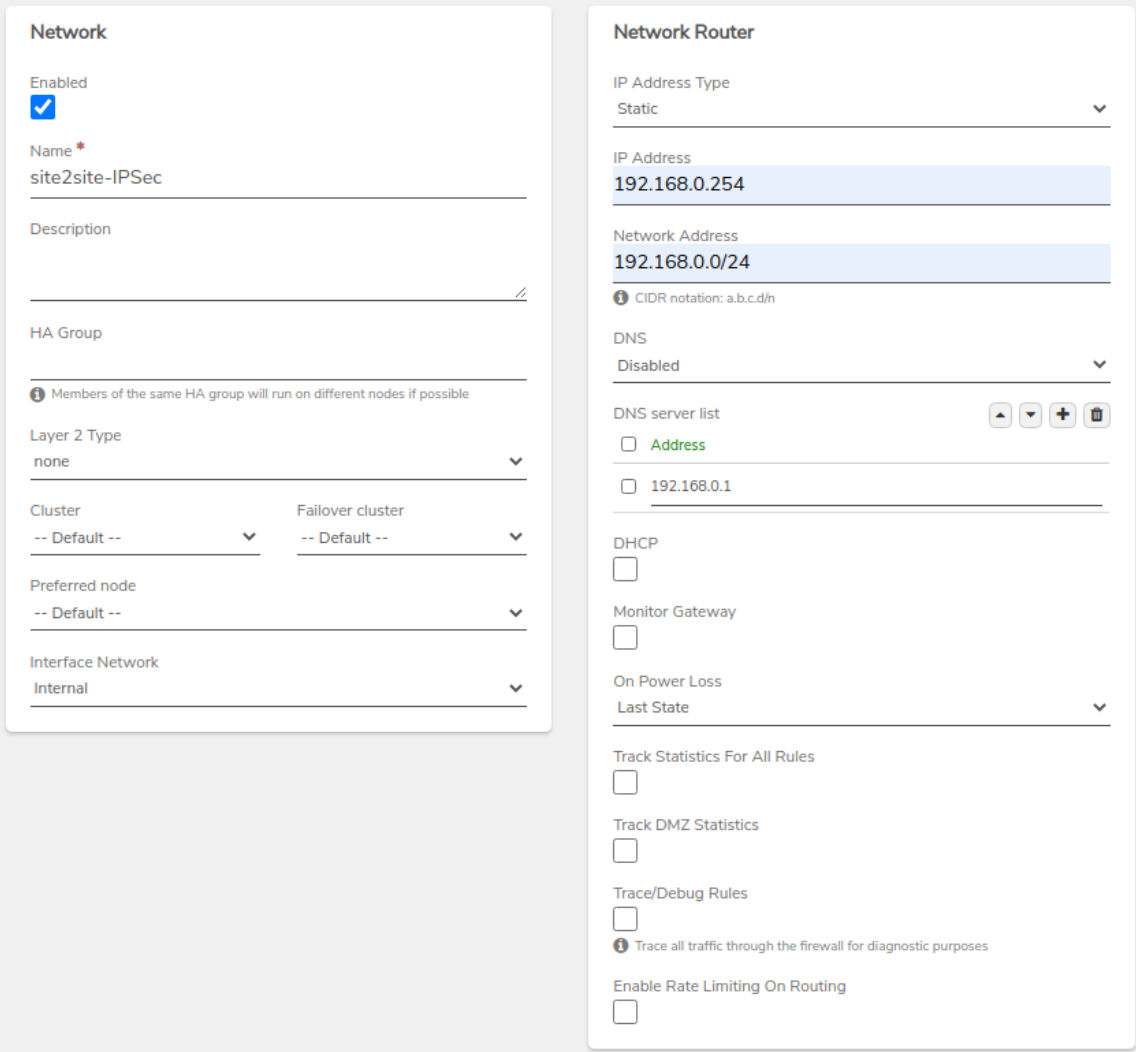 Network
Enabled
Name *
site2site-IPSec
Description
HA Group
Members of the same HA group will run on different nodes if possible
Layer 2 Type
none
Cluster
Failover cluster
-- Default --
-- Default --
Preferred node
-- Default --
Interface Network
Internal
Network Router
IP Address Type
Static
IP Address
192.168.0.254
Network Address
192.168.0.0/24
CIDR notation: a.b.c.d/n
DNS
Disabled
DNS server list
Address
192.168.0.1
DHCP
Monitor Gateway
On Power Loss
Last State
Track Statistics For All Rules
Track DMZ Statistics
Trace/Debug Rules
Trace all traffic through the firewall for diagnostic purposes
Enable Rate Limiting On Routing